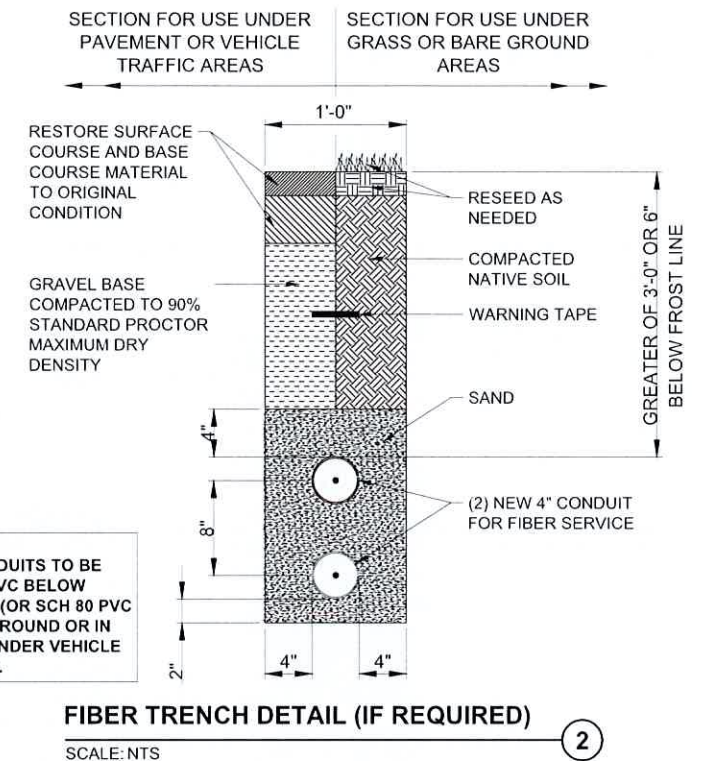 SECTION FOR USE UNDER
PAVEMENT OR VEHICLE
TRAFFIC AREAS
SECTION FOR USE UNDER
GRASS OR BARE GROUND
AREAS
1'-0"
RESTORE SURFACE
COURSE AND BASE
COURSE MATERIAL
TO ORIGINAL
CONDITION
GRAVEL BASE
COMPACTED TO 90%
STANDARD PROCTOR
MAXIMUM DRY
DENSITY
RESEED AS
NEEDED
COMPACTED
NATIVE SOIL
WARNING TAPE
SAND
(2) NEW 4" CONDUIT
FOR FIBER SERVICE
GREATER OF 3'-0" OR 6"
BELOW FROST LINE
4"
8"
2"
4"
4"
TO BE
BELOW
(OR SCH 80 PVC
OR IN
VEHICLE
FIBER TRENCH DETAIL (IF REQUIRED)
2
SCALE: NTS